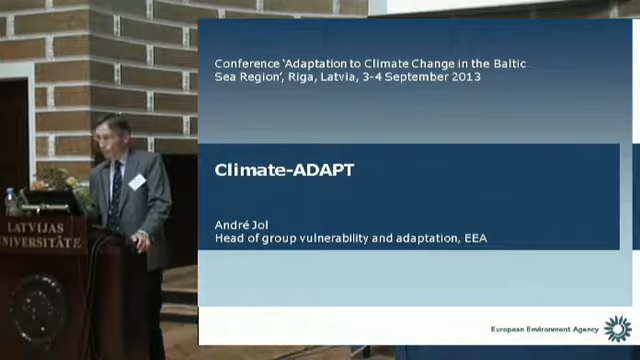 Conference ‘Adaptation to Climate Change in the Baltic
Sea Region’, Riga, Latvia, 3-4 September 2013
Climate-ADAPT
André Jol
Head of group vulnerability and adaptation, EEA
LATVIJAS
UNIVERSITĀTE
European Environment Agency